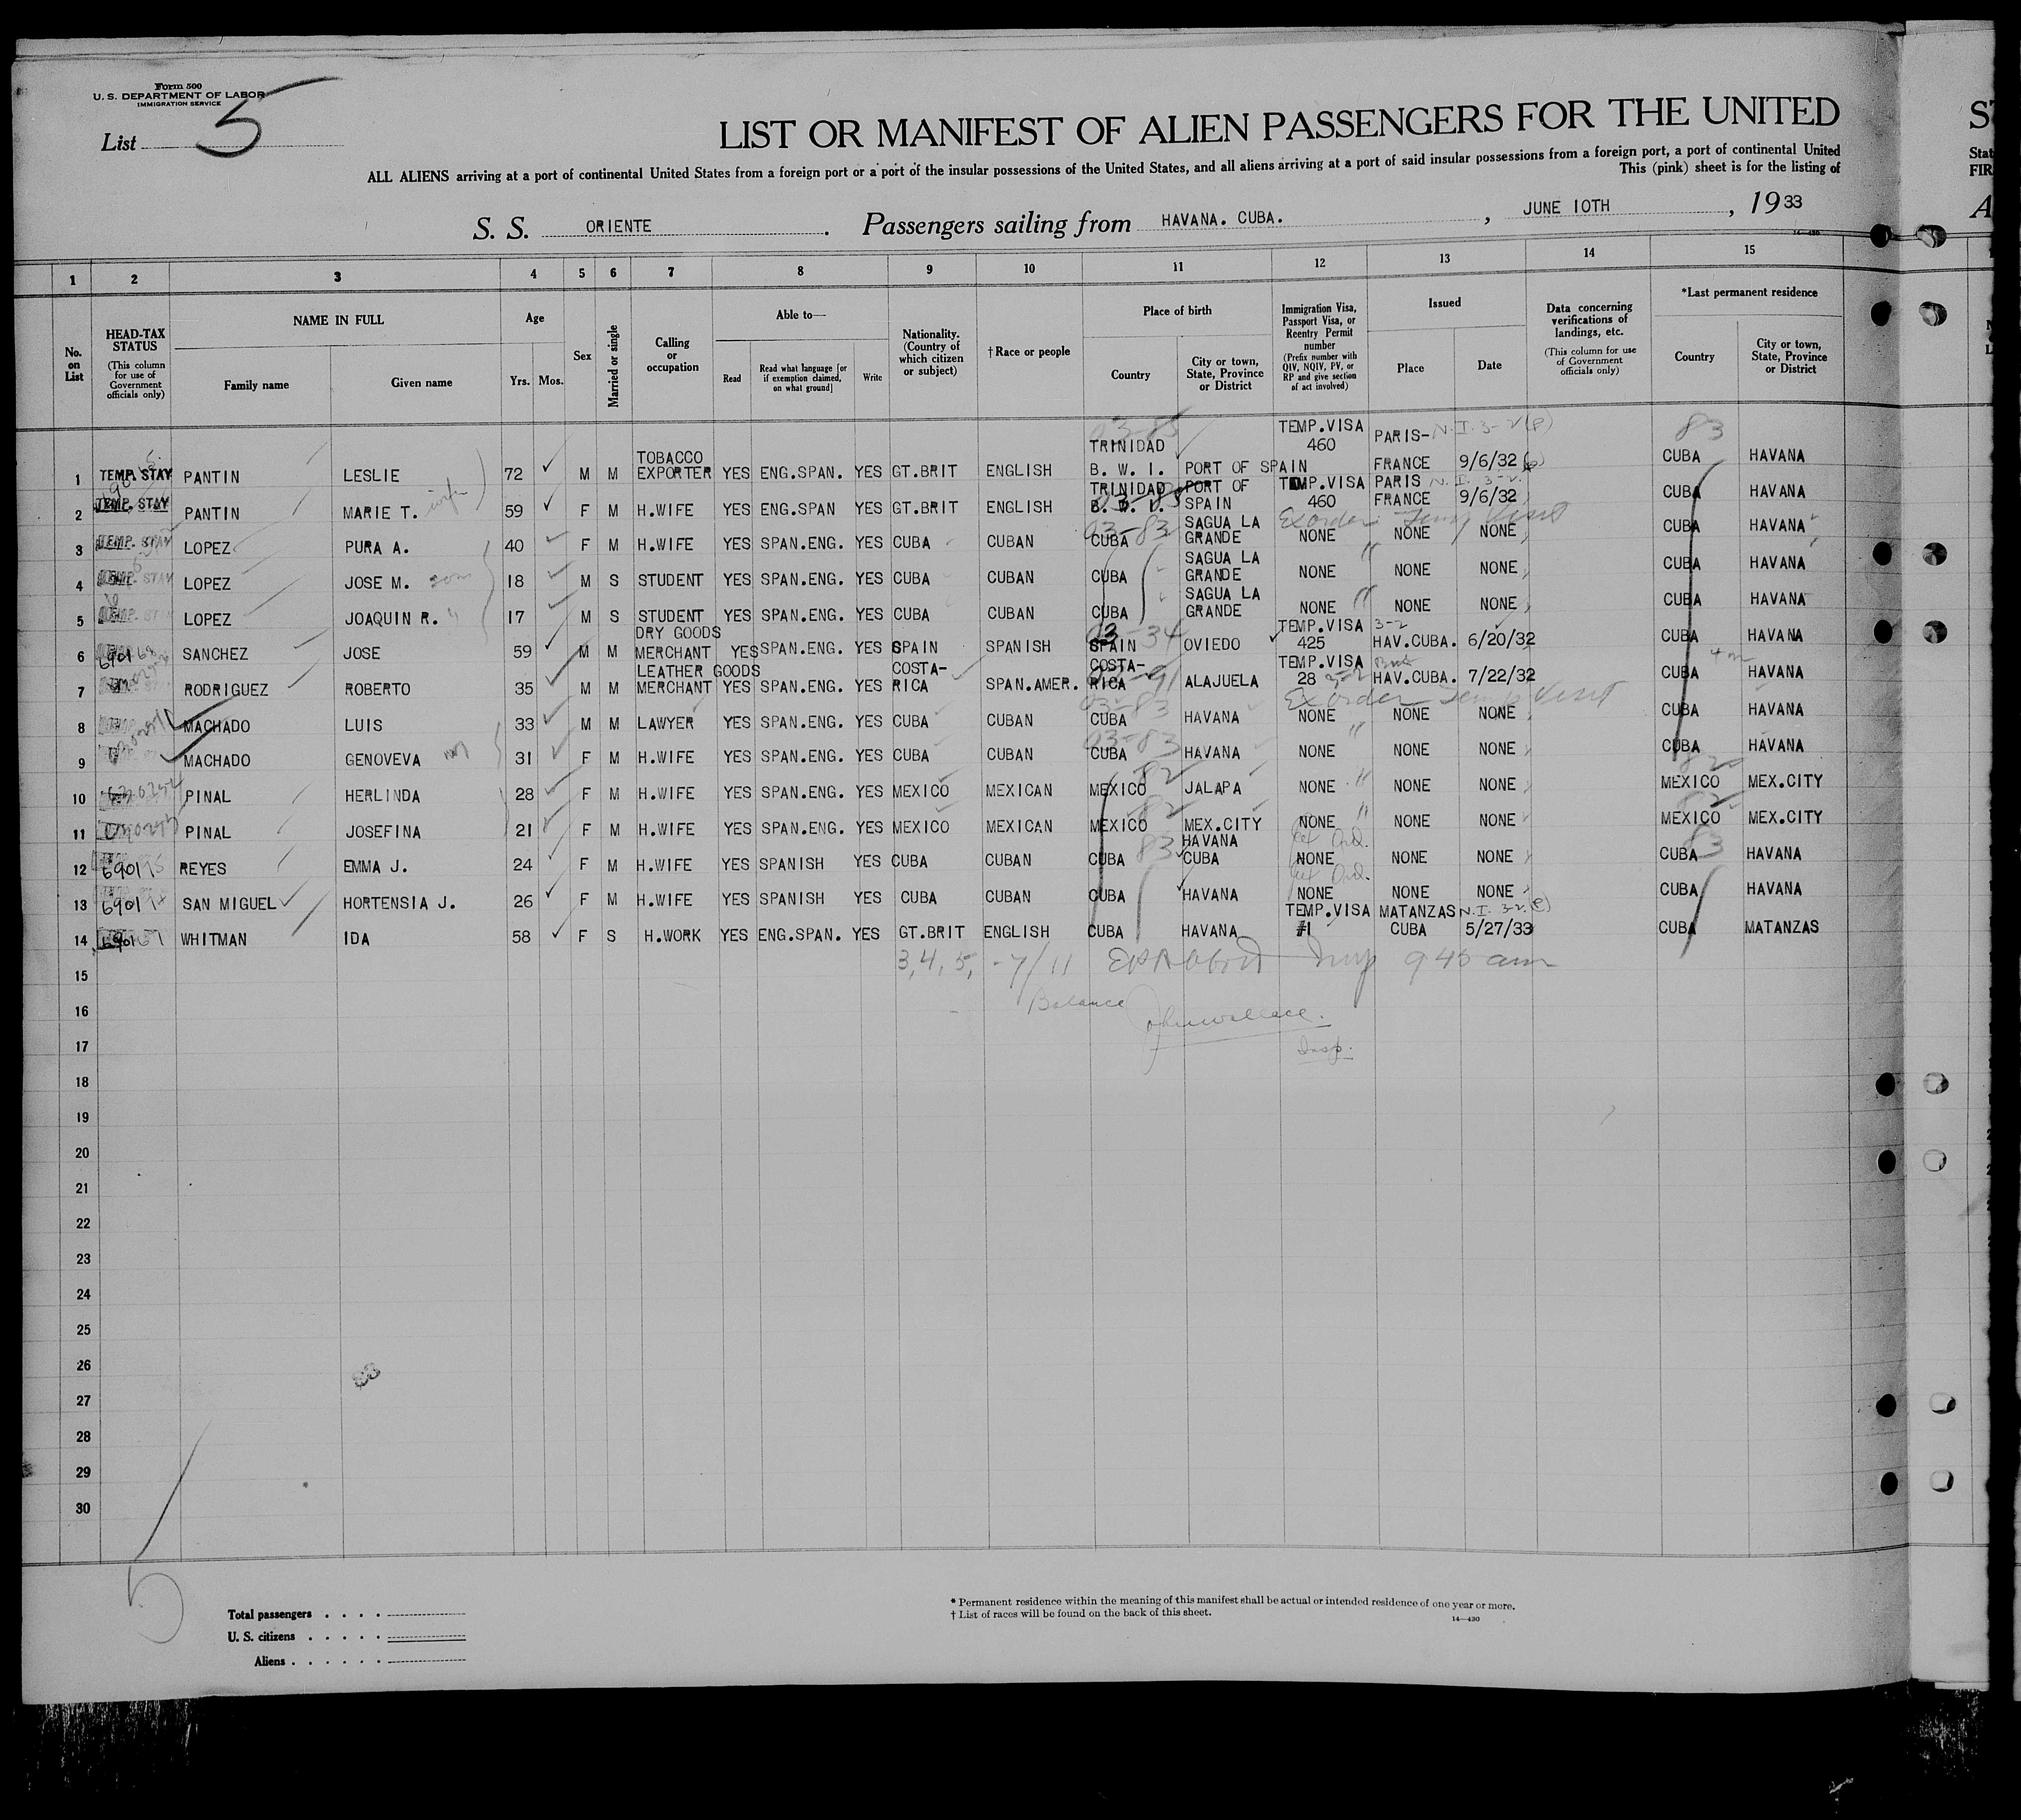 Form 500
U. S. DEPARTMENT OF LABOR
IMMIGRATION SERVICE
List 5
LIST OR MANIFEST OF ALIEN PASSENGERS FOR THE UNITED
ALL ALIENS arriving at a port of continental United States from a foreign port or a port of the insular possessions of the United States, and all aliens arriving at a port of said insular possessions from a foreign port, a port of continental United
This (pink) sheet is for the listing of
S. S. ORIENTE. Passengers sailing from HAVANA. CUBA. , JUNE 10TH , 1933
1 2 3 4 5 6 7 8 9 10 11 12 13 14 15
No. on List
HEAD-TAX STATUS (This column for use of Government officials only)
NAME IN FULL Family name Given name
Age Yrs. Mos.
Sex
Married or single
Calling or occupation
Able to— Read Read what language [or if exemption claimed, on what ground] Write
Nationality. (Country of which citizen or subject)
† Race or people
Place of birth Country City or town, State, Province or District
Immigration Visa, Passport Visa, or Reentry Permit number (Prefix number with QIV, NQIV, PV, or RP and give section of act involved)
Issued Place Date
Data concerning verifications of landings, etc. (This column for use of Government officials only)
*Last permanent residence Country City or town, State, Province or District
1 TEMP. STAY PANTIN LESLIE 72 M M TOBACCO EXPORTER YES ENG.SPAN. YES GT.BRIT ENGLISH TRINIDAD B. W. I. PORT OF SPAIN TEMP.VISA 460 PARIS- FRANCE 9/6/32 CUBA HAVANA
2 TEMP. STAY PANTIN MARIE T. wife 59 F M H.WIFE YES ENG.SPAN YES GT.BRIT ENGLISH TRINIDAD B. W. I. PORT OF SPAIN TEMP.VISA 460 PARIS FRANCE 9/6/32 CUBA HAVANA
3 TEMP. STAY LOPEZ PURA A. 40 F M H.WIFE YES SPAN.ENG. YES CUBA CUBAN CUBA SAGUA LA GRANDE NONE NONE NONE CUBA HAVANA
4 TEMP. STAY LOPEZ JOSE M. son 18 M S STUDENT YES SPAN.ENG. YES CUBA CUBAN CUBA SAGUA LA GRANDE NONE NONE NONE CUBA HAVANA
5 TEMP. STAY LOPEZ JOAQUIN R. " 17 M S STUDENT YES SPAN.ENG. YES CUBA CUBAN CUBA SAGUA LA GRANDE NONE NONE NONE CUBA HAVANA
6 SANCHEZ JOSE 59 M M DRY GOODS MERCHANT YES SPAN.ENG. YES SPAIN SPANISH SPAIN OVIEDO TEMP.VISA 425 3-2 HAV.CUBA. 6/20/32 CUBA HAVANA
7 RODRIGUEZ ROBERTO 35 M M LEATHER GOODS MERCHANT YES SPAN.ENG. YES COSTA-RICA SPAN.AMER. COSTA-RICA ALAJUELA TEMP.VISA 28 HAV.CUBA. 7/22/32 CUBA HAVANA
8 MACHADO LUIS 33 M M LAWYER YES SPAN.ENG. YES CUBA CUBAN CUBA HAVANA NONE NONE NONE CUBA HAVANA
9 MACHADO GENOVEVA 31 F M H.WIFE YES SPAN.ENG. YES CUBA CUBAN CUBA HAVANA NONE NONE NONE CUBA HAVANA
10 PINAL HERLINDA 28 F M H.WIFE YES SPAN.ENG. YES MEXICO MEXICAN MEXICO JALAPA NONE NONE NONE MEXICO MEX.CITY
11 PINAL JOSEFINA 21 F M H.WIFE YES SPAN.ENG. YES MEXICO MEXICAN MEXICO MEX.CITY NONE NONE NONE MEXICO MEX.CITY
12 REYES EMMA J. 24 F M H.WIFE YES SPANISH YES CUBA CUBAN CUBA HAVANA CUBA NONE NONE NONE CUBA HAVANA
13 SAN MIGUEL HORTENSIA J. 26 F M H.WIFE YES SPANISH YES CUBA CUBAN CUBA HAVANA NONE NONE NONE CUBA HAVANA
14 WHITMAN IDA 58 F S H.WORK YES ENG.SPAN. YES GT.BRIT ENGLISH CUBA HAVANA TEMP.VISA #1 MATANZAS CUBA 5/27/33 CUBA MATANZAS
15 3, 4, 5, -7/11 9 45 am
16 Balance John Wallace.
17 Insp.
18
19
20
21
22
23
24
25
26
27
28
29
30
5
Total passengers
U. S. citizens
Aliens
* Permanent residence within the meaning of this manifest shall be actual or intended residence of one year or more.
† List of races will be found on the back of this sheet.
14—430